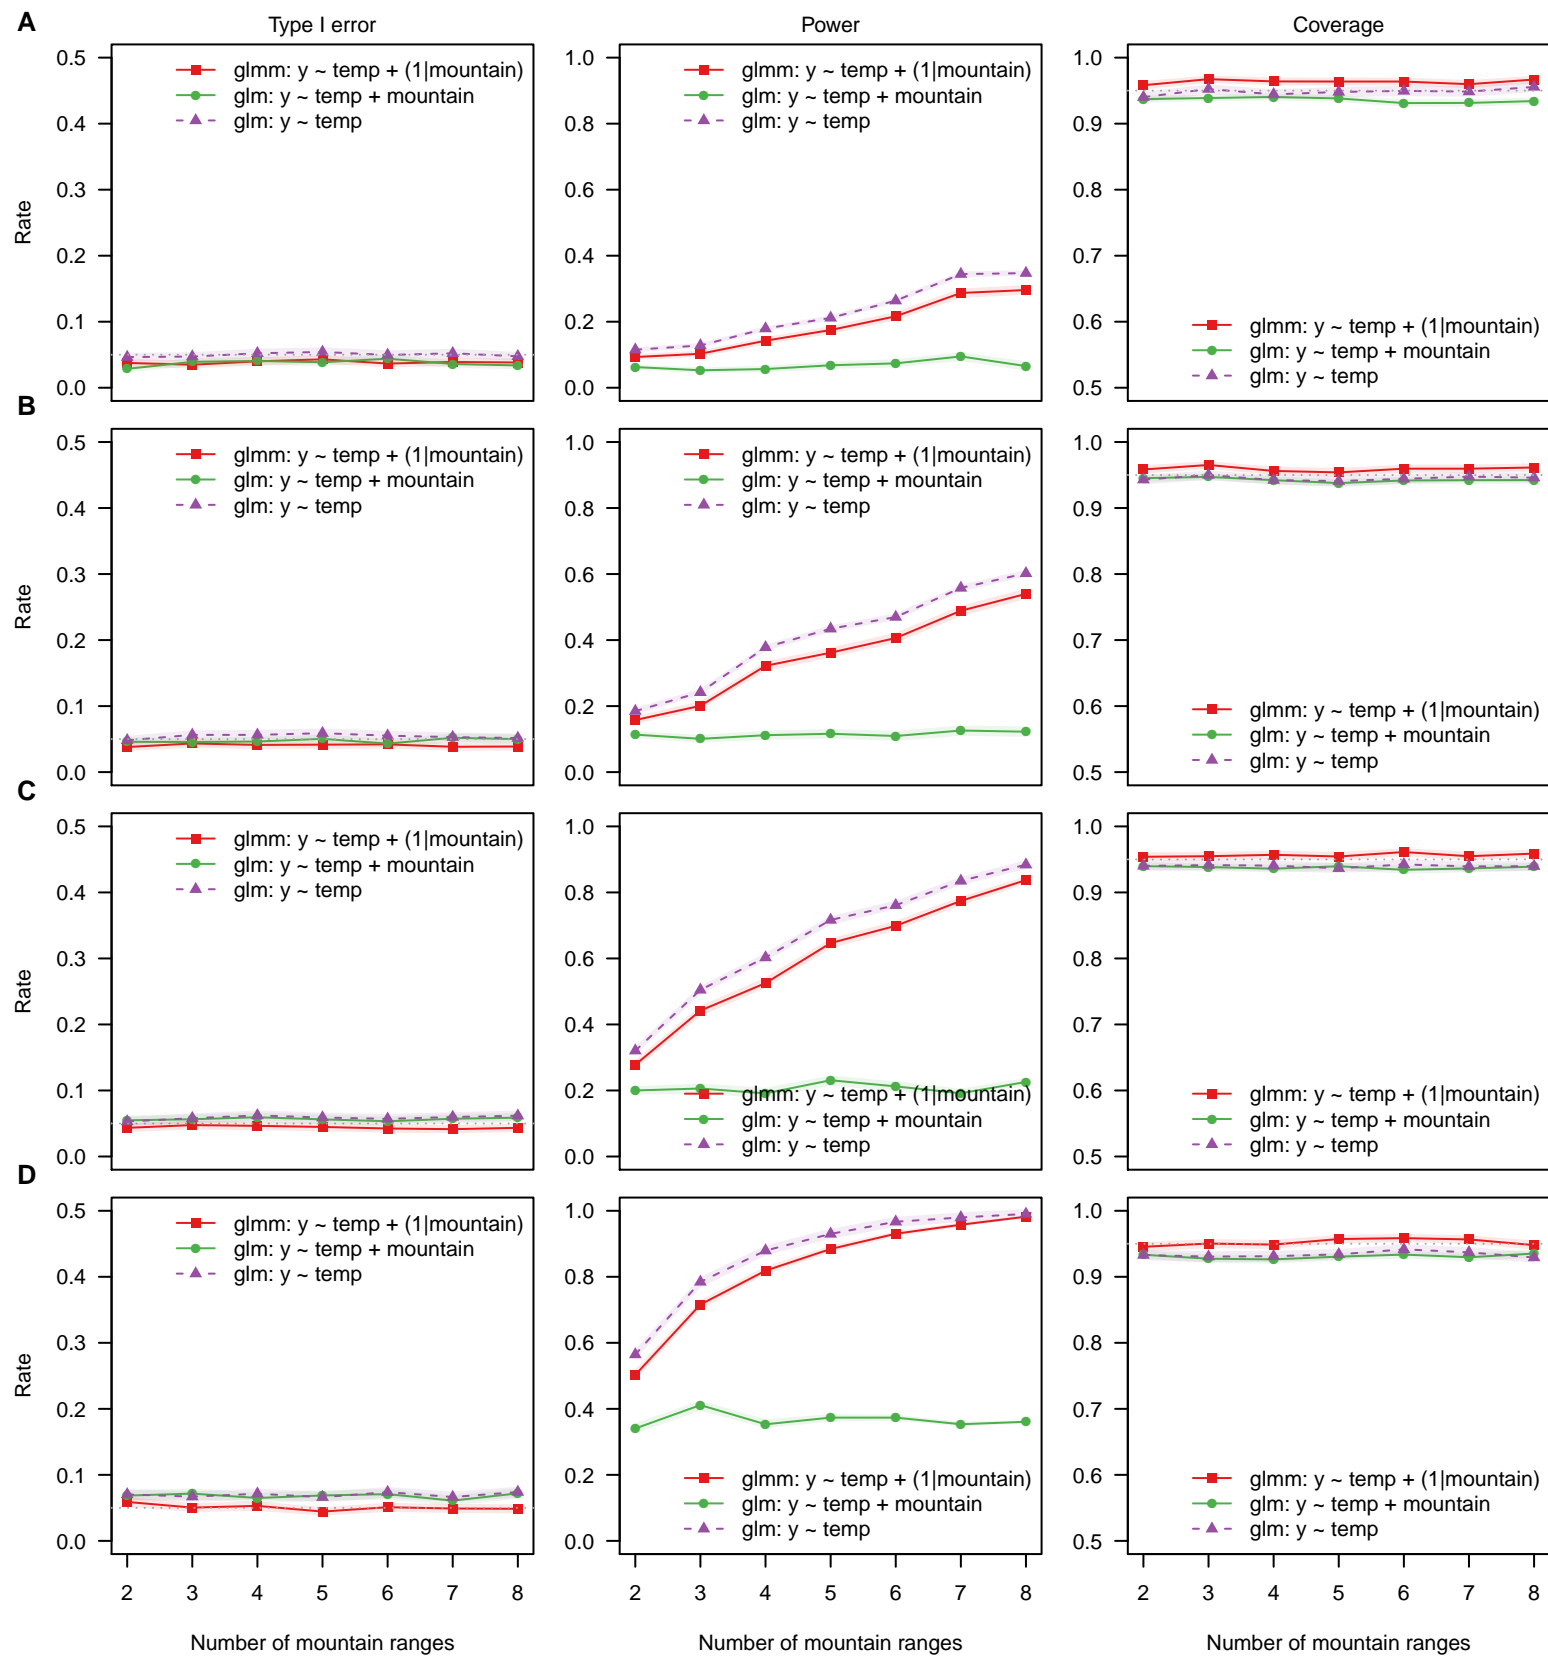 A
Type I error
Power
Coverage
0.5
0.4
0.3
0.2
0.1
0.0
Rate
glmm: y ~ temp + (1|mountain)
glm: y ~ temp + mountain
glm: y ~ temp
1.0
0.8
0.6
0.4
0.2
0.0
glmm: y ~ temp + (1|mountain)
glm: y ~ temp + mountain
glm: y ~ temp
1.0
0.9
0.8
0.7
0.6
0.5
glmm: y ~ temp + (1|mountain)
glm: y ~ temp + mountain
glm: y ~ temp
B
0.5
0.4
0.3
0.2
0.1
0.0
Rate
glmm: y ~ temp + (1|mountain)
glm: y ~ temp + mountain
glm: y ~ temp
1.0
0.8
0.6
0.4
0.2
0.0
glmm: y ~ temp + (1|mountain)
glm: y ~ temp + mountain
glm: y ~ temp
1.0
0.9
0.8
0.7
0.6
0.5
glmm: y ~ temp + (1|mountain)
glm: y ~ temp + mountain
glm: y ~ temp
C
0.5
0.4
0.3
0.2
0.1
0.0
Rate
glmm: y ~ temp + (1|mountain)
glm: y ~ temp + mountain
glm: y ~ temp
1.0
0.8
0.6
0.4
0.2
0.0
glmm: y ~ temp + (1|mountain)
glm: y ~ temp + mountain
glm: y ~ temp
1.0
0.9
0.8
0.7
0.6
0.5
glmm: y ~ temp + (1|mountain)
glm: y ~ temp + mountain
glm: y ~ temp
D
0.5
0.4
0.3
0.2
0.1
0.0
Rate
glmm: y ~ temp + (1|mountain)
glm: y ~ temp + mountain
glm: y ~ temp
2 3 4 5 6 7 8
Number of mountain ranges
1.0
0.8
0.6
0.4
0.2
0.0
glmm: y ~ temp + (1|mountain)
glm: y ~ temp + mountain
glm: y ~ temp
2 3 4 5 6 7 8
Number of mountain ranges
1.0
0.9
0.8
0.7
0.6
0.5
glmm: y ~ temp + (1|mountain)
glm: y ~ temp + mountain
glm: y ~ temp
2 3 4 5 6 7 8
Number of mountain ranges